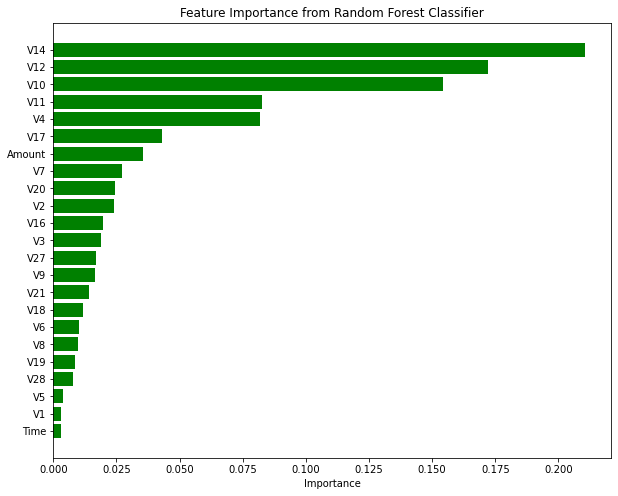 Feature Importance from Random Forest Classifier
V14
V12
V10
V11
V4
V17
Amount
V7
V20
V2
V16
V3
V27
V9
V21
V18
V6
V8
V19
V28
V5
V1
Time
0.000 0.025 0.050 0.075 0.100 0.125 0.150 0.175 0.200
Importance